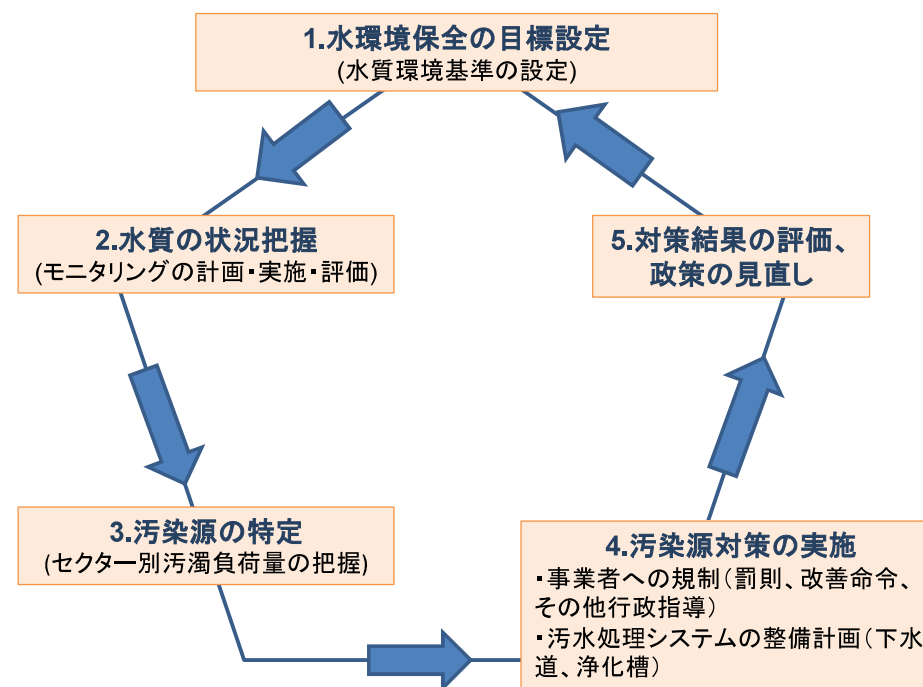 1.水環境保全の目標設定
(水質環境基準の設定)
2.水質の状況把握
(モニタリングの計画・実施・評価)
5.対策結果の評価、
政策の見直し
3.汚染源の特定
(セクター別汚濁負荷量の把握)
4.汚染源対策の実施
・事業者への規制(罰則、改善命令、
その他行政指導)
・汚水処理システムの整備計画(下水
道、浄化槽)